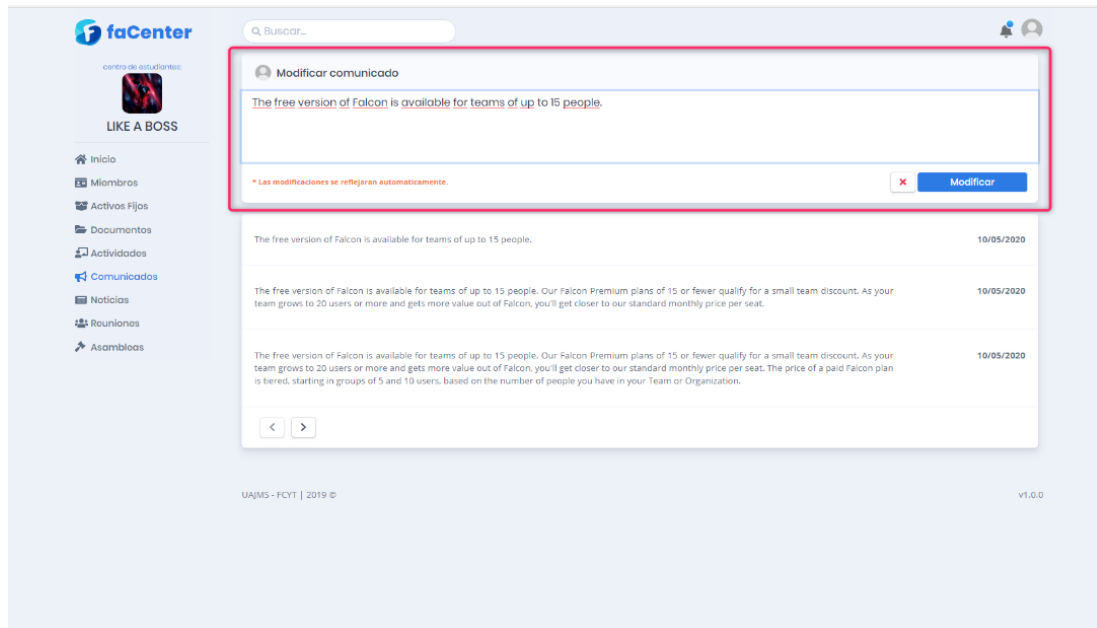 faCenter
Buscar...
centro de estudiantes:
LIKE A BOSS
Inicio
Miembros
Activos Fijos
Documentos
Actividades
Comunicados
Noticias
Reuniones
Asambleas
Modificar comunicado
The free version of Falcon is available for teams of up to 15 people.
* Las modificaciones se reflejaran automaticamente.
Modificar
The free version of Falcon is available for teams of up to 15 people.
10/05/2020
The free version of Falcon is available for teams of up to 15 people. Our Falcon Premium plans of 15 or fewer qualify for a small team discount. As your
team grows to 20 users or more and gets more value out of Falcon, you'll get closer to our standard monthly price per seat.
10/05/2020
The free version of Falcon is available for teams of up to 15 people. Our Falcon Premium plans of 15 or fewer qualify for a small team discount. As your
team grows to 20 users or more and gets more value out of Falcon, you'll get closer to our standard monthly price per seat. The price of a paid Falcon plan
is tiered, starting in groups of 5 and 10 users, based on the number of people you have in your Team or Organization.
10/05/2020
UAJMS - FCYT | 2019 ©
v1.0.0